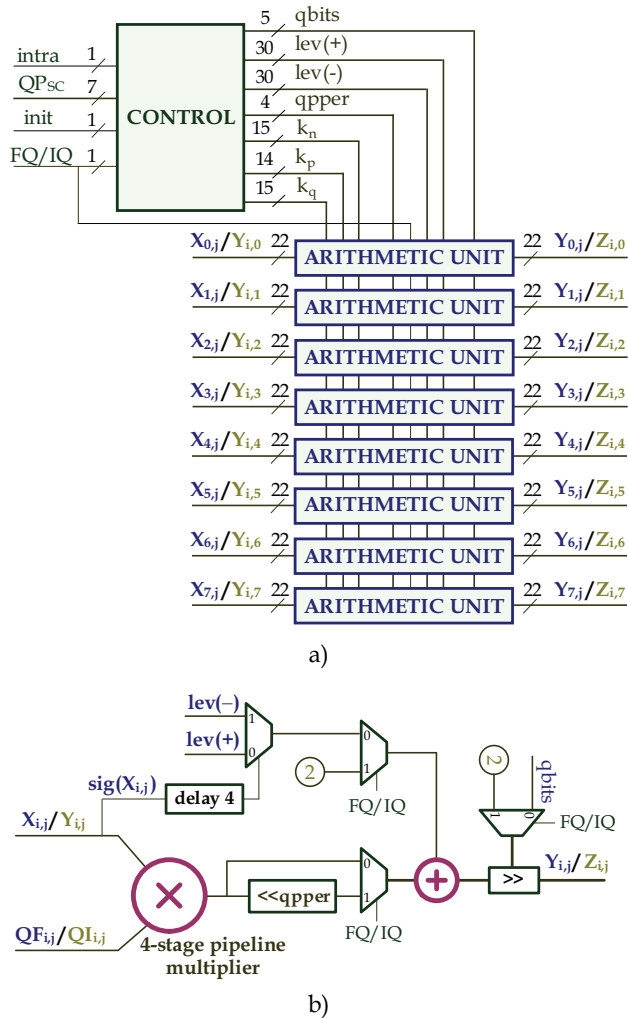 5 qbits
30 lev(+)
intra 1
30 lev(-)
QPSC 7
4 qpper
init 1
CONTROL
15 kn
FQ/IQ 1
14 kp
15 kq
X0,j/Yi,0 22 ARITHMETIC UNIT 22 Y0,j/Zi,0
X1,j/Yi,1 22 ARITHMETIC UNIT 22 Y1,j/Zi,1
X2,j/Yi,2 22 ARITHMETIC UNIT 22 Y2,j/Zi,2
X3,j/Yi,3 22 ARITHMETIC UNIT 22 Y3,j/Zi,3
X4,j/Yi,4 22 ARITHMETIC UNIT 22 Y4,j/Zi,4
X5,j/Yi,5 22 ARITHMETIC UNIT 22 Y5,j/Zi,5
X6,j/Yi,6 22 ARITHMETIC UNIT 22 Y6,j/Zi,6
X7,j/Yi,7 22 ARITHMETIC UNIT 22 Y7,j/Zi,7
a)
lev(−)
1
lev(+)
0
0
2
1
FQ/IQ
sig(Xi,j)
delay 4
2
qbits
1 0
FQ/IQ
Xi,j/Yi,j
×
<<qpper
0
1
FQ/IQ
+
>>
Yi,j/Zi,j
QFi,j/QIi,j
4-stage pipeline
multiplier
b)